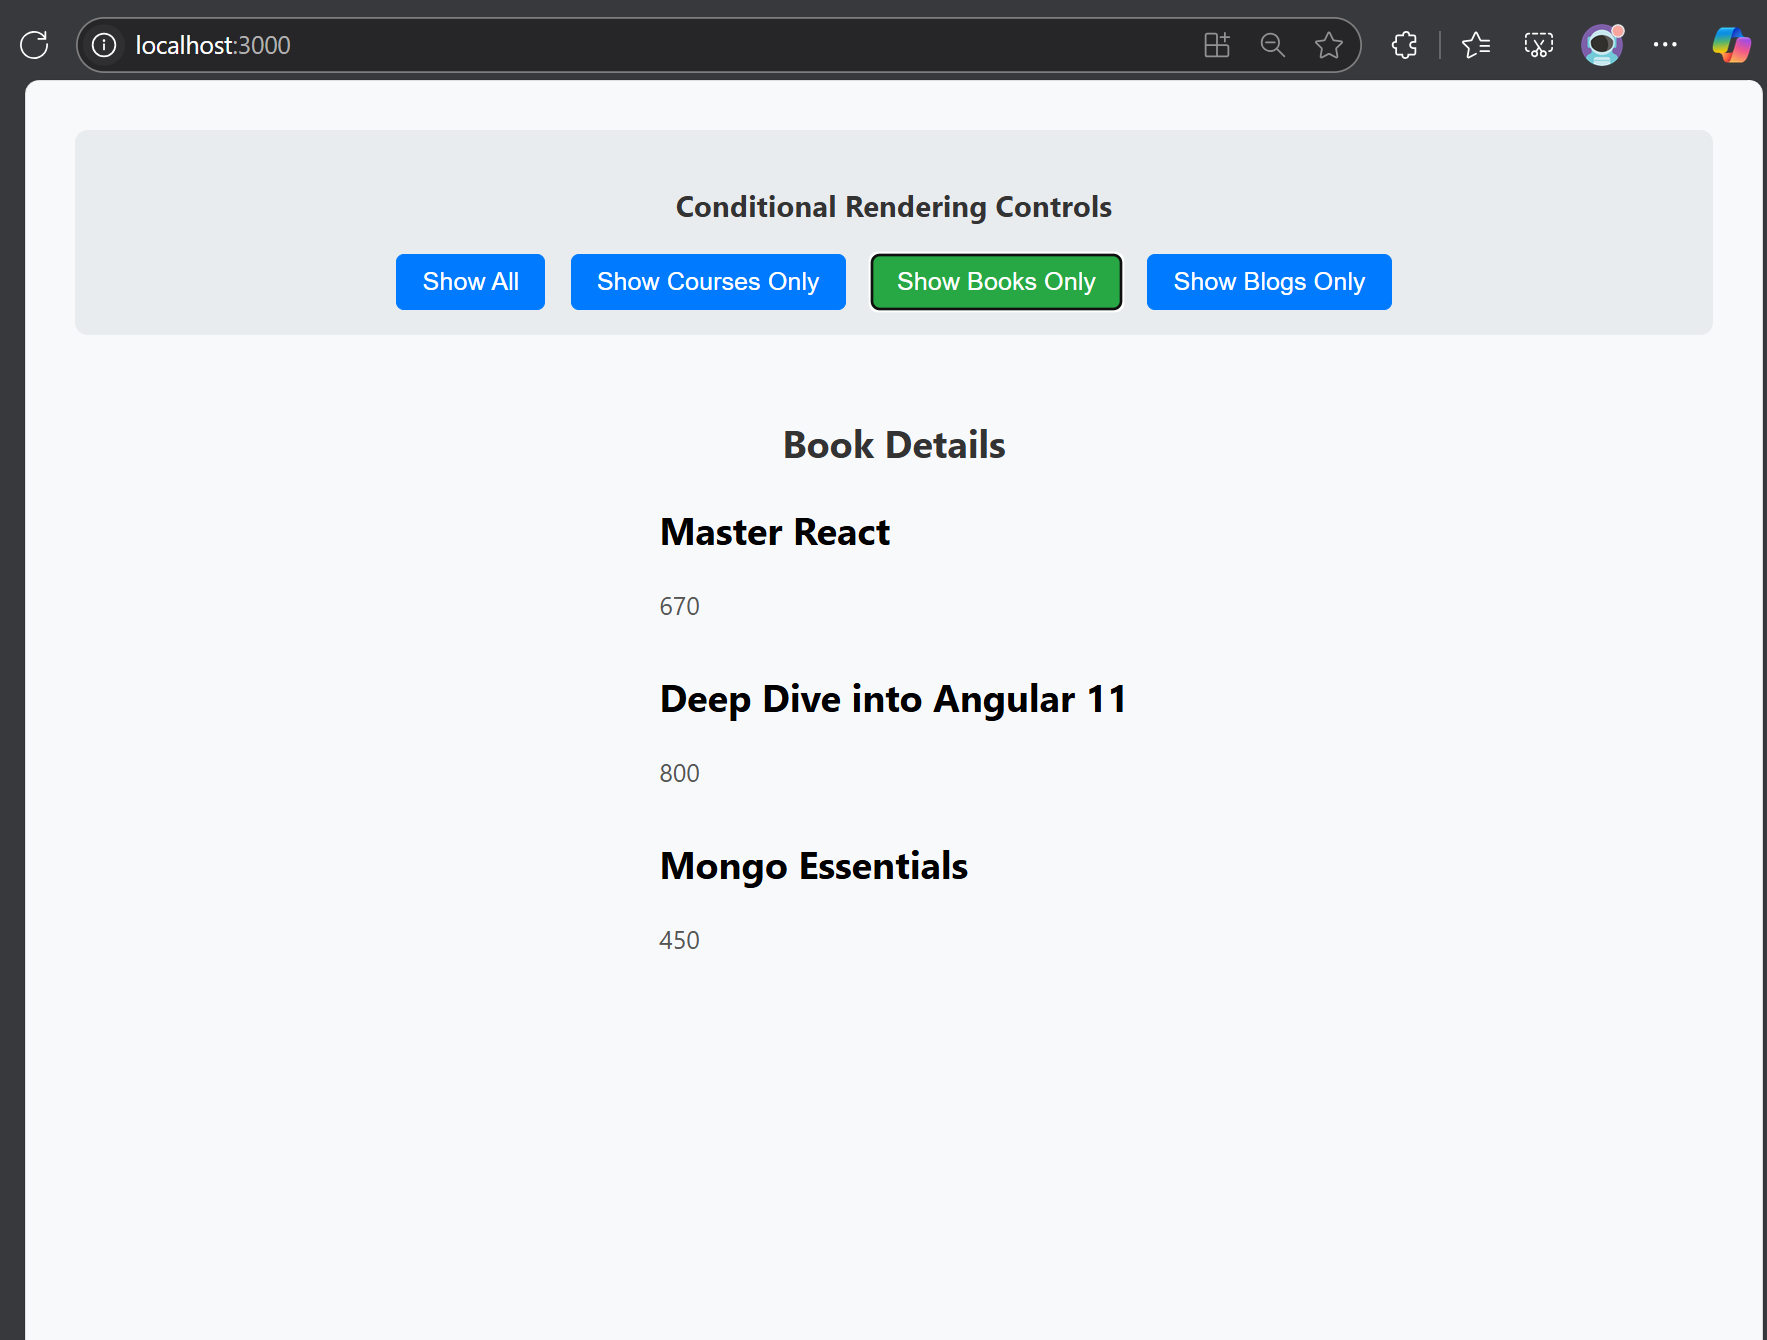 localhost:3000
Conditional Rendering Controls
Show All
Show Courses Only
Show Books Only
Show Blogs Only
Book Details
Master React
670
Deep Dive into Angular 11
800
Mongo Essentials
450